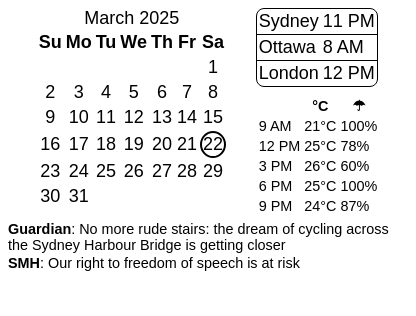 March 2025
Su Mo Tu We Th Fr Sa
1
2 3 4 5 6 7 8
9 10 11 12 13 14 15
16 17 18 19 20 21 22
23 24 25 26 27 28 29
30 31
Sydney 11 PM
Ottawa 8 AM
London 12 PM
°C ☂
9 AM 21°C 100%
12 PM 25°C 78%
3 PM 26°C 60%
6 PM 25°C 100%
9 PM 24°C 87%
Guardian: No more rude stairs: the dream of cycling across
the Sydney Harbour Bridge is getting closer
SMH: Our right to freedom of speech is at risk